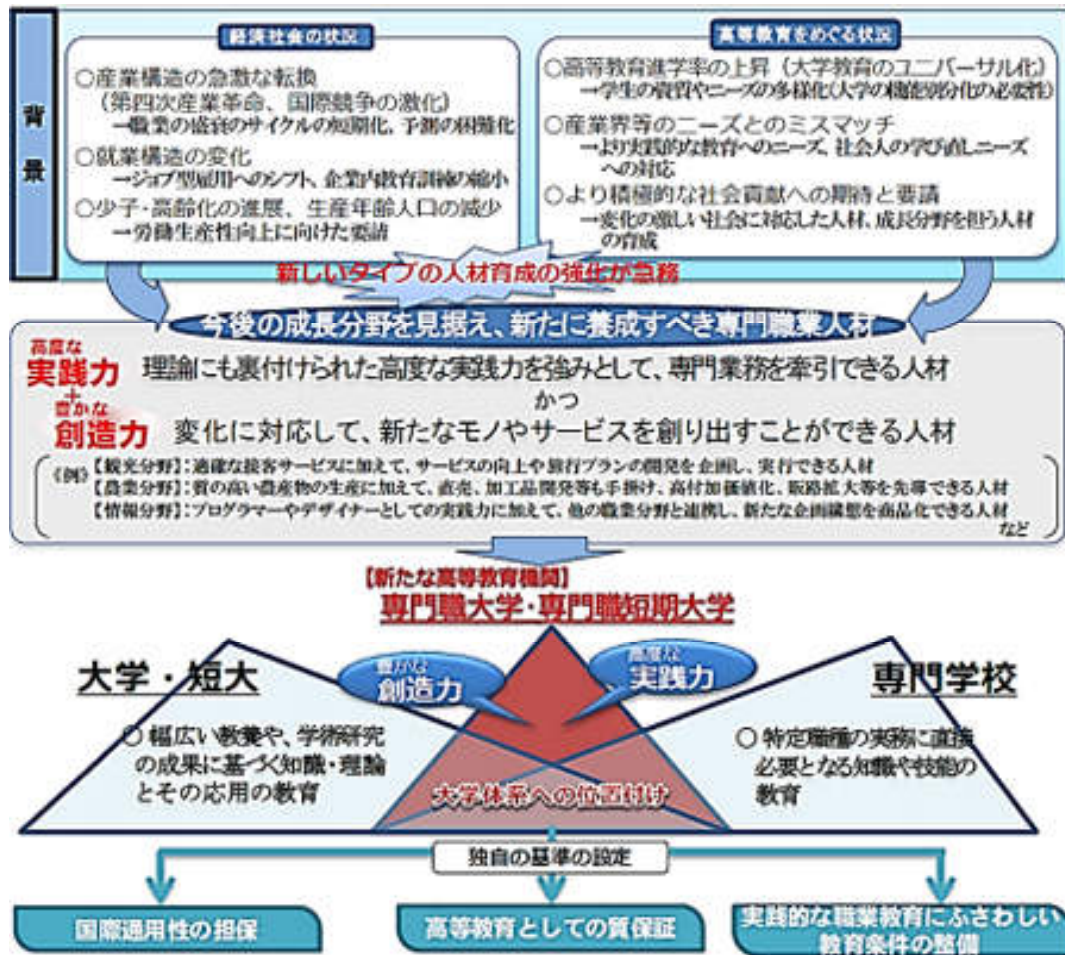 背景
経済社会の状況
○産業構造の急激な転換
(第四次産業革命、国際競争の激化)
→職業の盛衰のサイクルの短期化、予測の困難化
○就業構造の変化
→ジョブ型雇用へのシフト、企業内教育訓練の縮小
○少子・高齢化の進展、生産年齢人口の減少
→労働生産性向上に向けた要請
高等教育をめぐる状況
○高等教育進学率の上昇(大学教育のユニバーサル化)
→学生の資質やニーズの多様化(大学の機能別分化の必要性)
○産業界等のニーズとのミスマッチ
→より実践的な教育へのニーズ、社会人の学び直しニーズ
への対応
○より積極的な社会貢献への期待と要請
→変化の激しい社会に対応した人材、成長分野を担う人材
の育成
新しいタイプの人材育成の強化が急務
今後の成長分野を見据え、新たに養成すべき専門職業人材
高度な
実践力
理論にも裏付けられた高度な実践力を強みとして、専門業務を牽引できる人材
+
かつ
豊かな
創造力
変化に対応して、新たなモノやサービスを創り出すことができる人材
《例》
【観光分野】:適確な接客サービスに加えて、サービスの向上や旅行プランの開発を企画し、実行できる人材
【農業分野】:質の高い農産物の生産に加えて、直売、加工品開発等も手掛け、高付加価値化、販路拡大等を先導できる人材
【情報分野】:プログラマーやデザイナーとしての実践力に加えて、他の職業分野と連携し、新たな企画構想を商品化できる人材
など
【新たな高等教育機関】
専門職大学・専門職短期大学
大学・短大
豊かな
創造力
高度な
実践力
専門学校
○ 幅広い教養や、学術研究
の成果に基づく知識・理論
とその応用の教育
○ 特定職種の実務に直接
必要となる知識や技能の
教育
大学体系への位置付け
独自の基準の設定
国際通用性の担保
高等教育としての質保証
実践的な職業教育にふさわしい
教育条件の整備